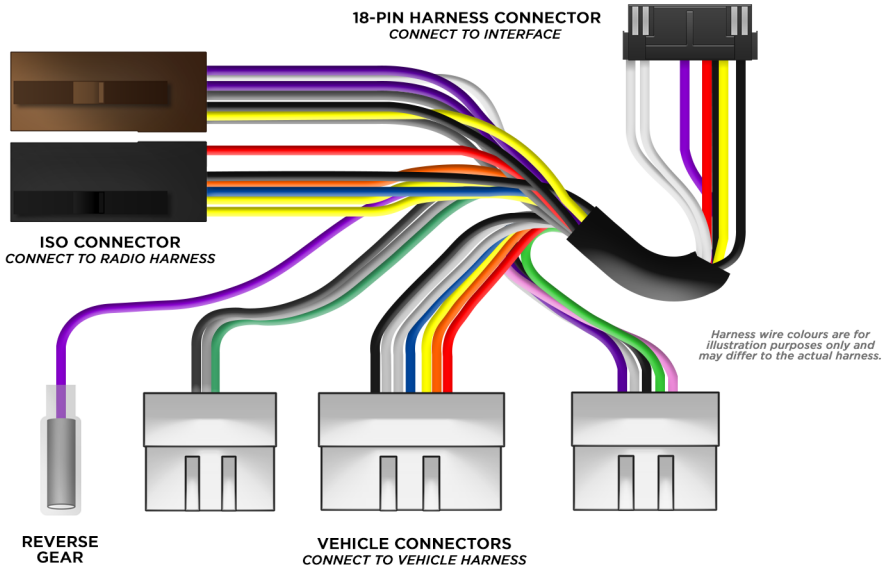 18-PIN HARNESS CONNECTOR
CONNECT TO INTERFACE
ISO CONNECTOR
CONNECT TO RADIO HARNESS
Harness wire colours are for
illustration purposes only and
may differ to the actual harness.
REVERSE
GEAR
VEHICLE CONNECTORS
CONNECT TO VEHICLE HARNESS